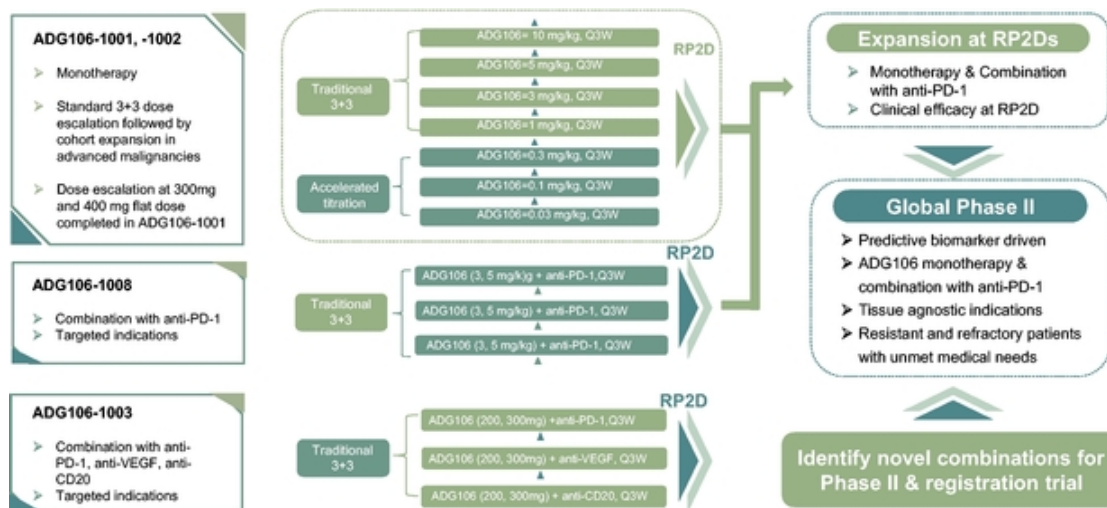 ADG106-1001, -1002
Monotherapy
Standard 3+3 dose
escalation followed by
cohort expansion in
advanced malignancies
Dose escalation at 300mg
and 400 mg flat dose
completed in ADG106-1001
Traditional
3+3
Accelerated
titration
ADG106= 10 mg/kg, Q3W
ADG106=5 mg/kg, Q3W
ADG106=3 mg/kg, Q3W
ADG106=1 mg/kg, Q3W
ADG106=0.3 mg/kg, Q3W
ADG106=0.1 mg/kg, Q3W
ADG106=0.03 mg/kg, Q3W
RP2D
ADG106-1008
Combination with anti-PD-1
Targeted indications
Traditional
3+3
ADG106 (3, 5 mg/k)g + anti-PD-1,Q3W
ADG106 (3, 5 mg/kg) + anti-PD-1, Q3W
ADG106 (3, 5 mg/kg) + anti-PD-1, Q3W
RP2D
ADG106-1003
Combination with anti-
PD-1, anti-VEGF, anti-
CD20
Targeted indications
Traditional
3+3
ADG106 (200, 300mg) +anti-PD-1,Q3W
ADG106 (200, 300mg) + anti-VEGF, Q3W
ADG106 (200, 300mg) + anti-CD20, Q3W
RP2D
Expansion at RP2Ds
Monotherapy & Combination
with anti-PD-1
Clinical efficacy at RP2D
Global Phase II
Predictive biomarker driven
ADG106 monotherapy &
combination with anti-PD-1
Tissue agnostic indications
Resistant and refractory patients
with unmet medical needs
Identify novel combinations for
Phase II & registration trial